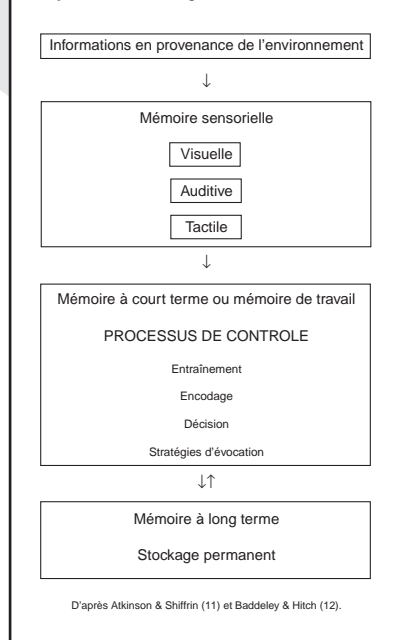 Informations en provenance de l'environnement
↓
Mémoire sensorielle
Visuelle
Auditive
Tactile
↓
Mémoire à court terme ou mémoire de travail
PROCESSUS DE CONTROLE
Entraînement
Encodage
Décision
Stratégies d'évocation
↓↑
Mémoire à long terme
Stockage permanent
D'après Atkinson & Shiffrin (11) et Baddeley & Hitch (12).